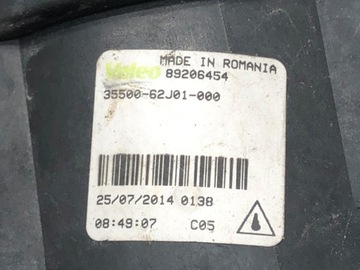 MADE IN ROMANIA
Valeo 89206454
35500-62J01-000
25/07/2014 0138
08:49:07 C05